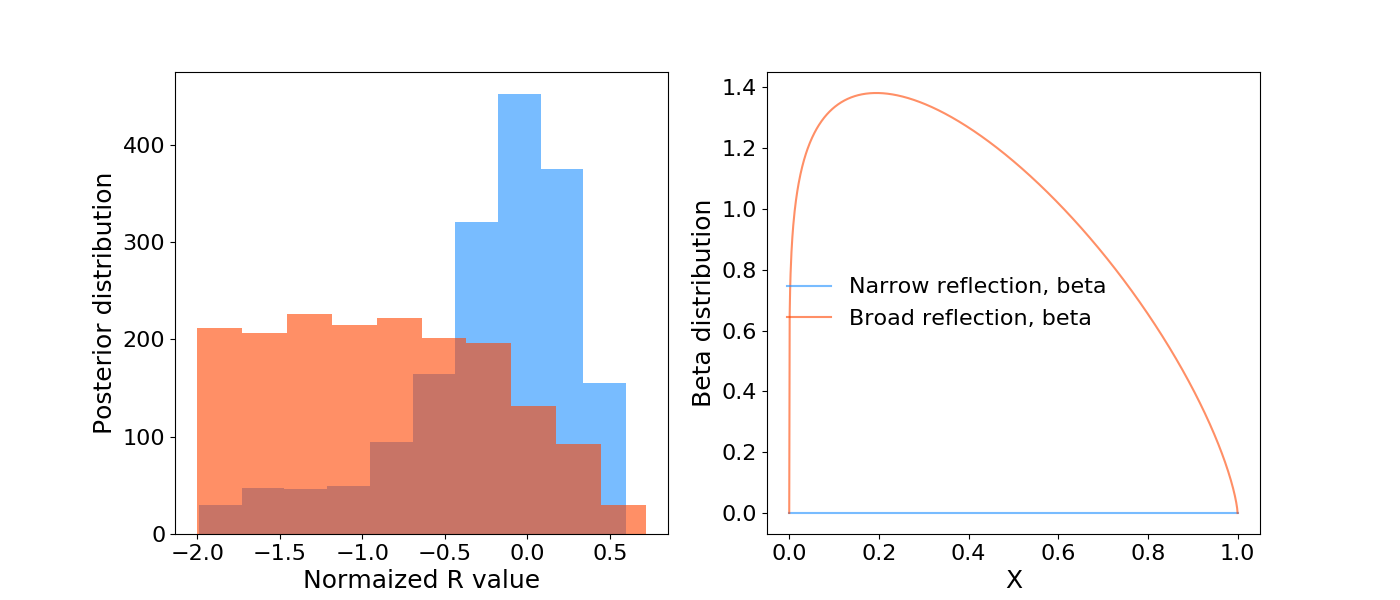 Posterior distribution
400
300
200
100
0
−2.0 −1.5 −1.0 −0.5 0.0 0.5
Normaized R value
Beta distribution
1.4
1.2
1.0
0.8
0.6
0.4
0.2
0.0
Narrow reflection, beta
Broad reflection, beta
0.0 0.2 0.4 0.6 0.8 1.0
X